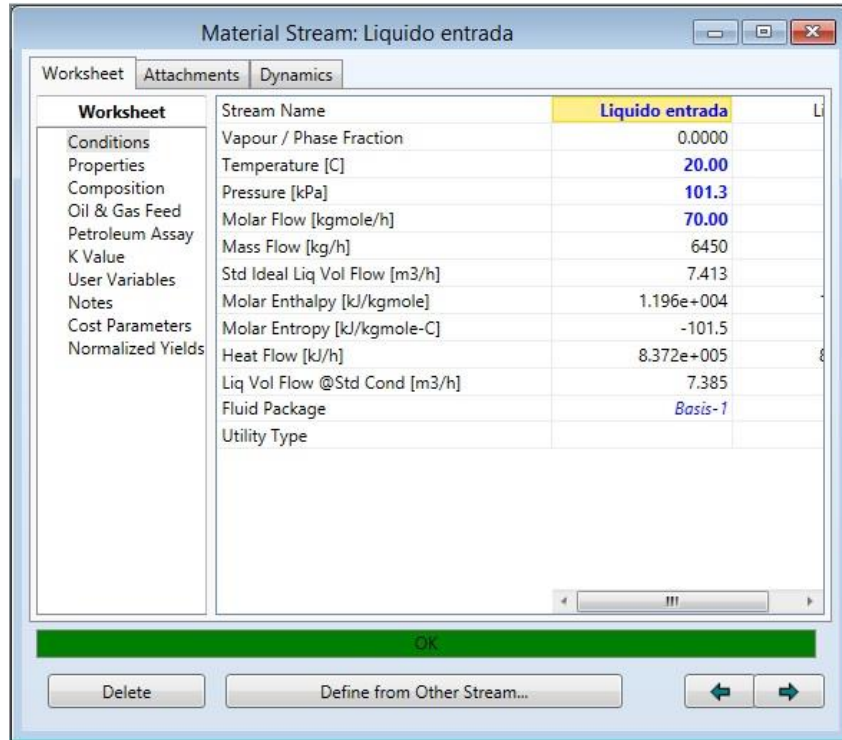 Material Stream: Liquido entrada
Worksheet Attachments Dynamics
Worksheet
Conditions
Properties
Composition
Oil & Gas Feed
Petroleum Assay
K Value
User Variables
Notes
Cost Parameters
Normalized Yields
Stream Name Liquido entrada Li
Vapour / Phase Fraction 0.0000
Temperature [C] 20.00
Pressure [kPa] 101.3
Molar Flow [kgmole/h] 70.00
Mass Flow [kg/h] 6450
Std Ideal Liq Vol Flow [m3/h] 7.413
Molar Enthalpy [kJ/kgmole] 1.196e+004
Molar Entropy [kJ/kgmole-C] -101.5
Heat Flow [kJ/h] 8.372e+005
Liq Vol Flow @Std Cond [m3/h] 7.385
Fluid Package Basis-1
Utility Type
OK
Delete Define from Other Stream...